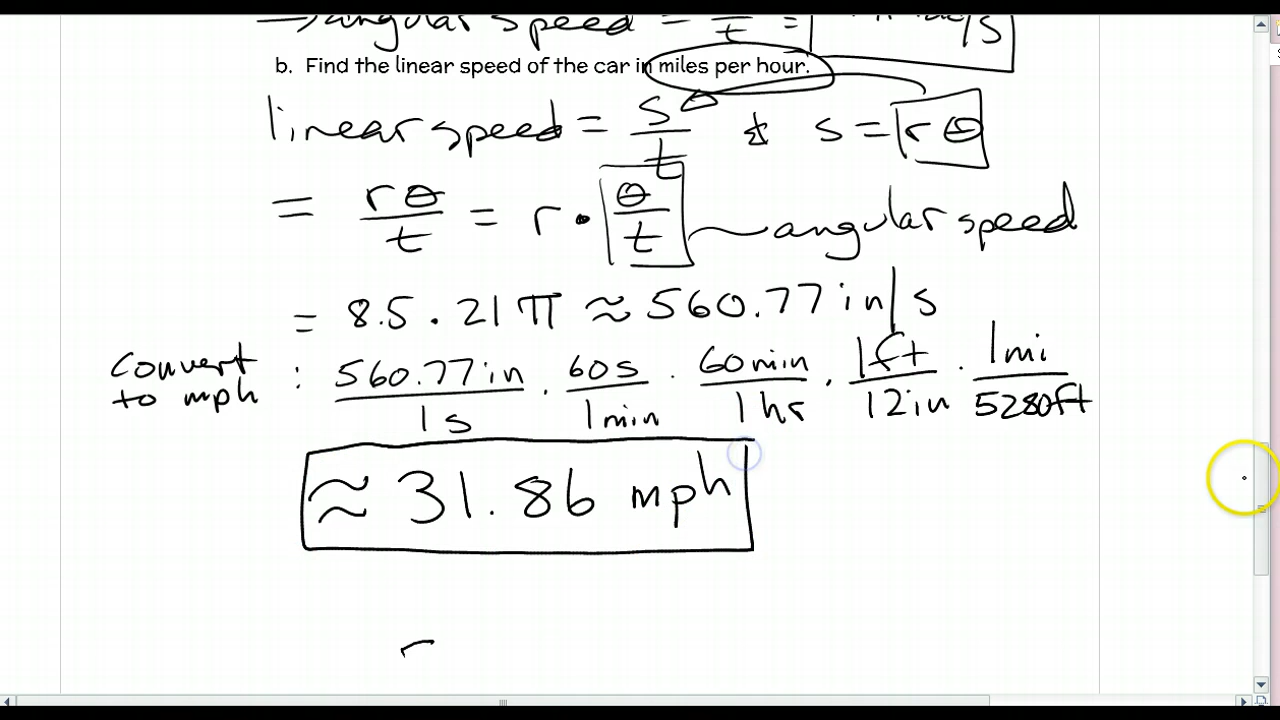 → angular speed = /t = /s
b. Find the linear speed of the car in miles per hour.
linear speed = s/t & s = rθ
= rθ/t = r · θ/t ~ angular speed
= 8.5 · 21π ≈ 560.77 in/s
convert to mph : 560.77 in/1 s · 60 s/1 min · 60 min/1 hr · 1 ft/12 in · 1 mi/5280 ft
≈ 31.86 mph